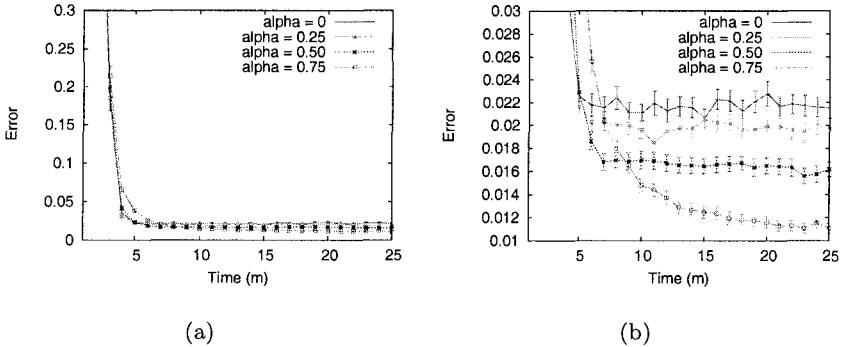 0.3
0.25
0.2
0.15
0.1
0.05
0
Error
alpha = 0
alpha = 0.25
alpha = 0.50
alpha = 0.75
5
10
15
20
25
Time (m)
(a)
0.03
0.028
0.026
0.024
0.022
0.02
0.018
0.016
0.014
0.012
0.01
Error
alpha = 0
alpha = 0.25
alpha = 0.50
alpha = 0.75
5
10
15
20
25
Time (m)
(b)